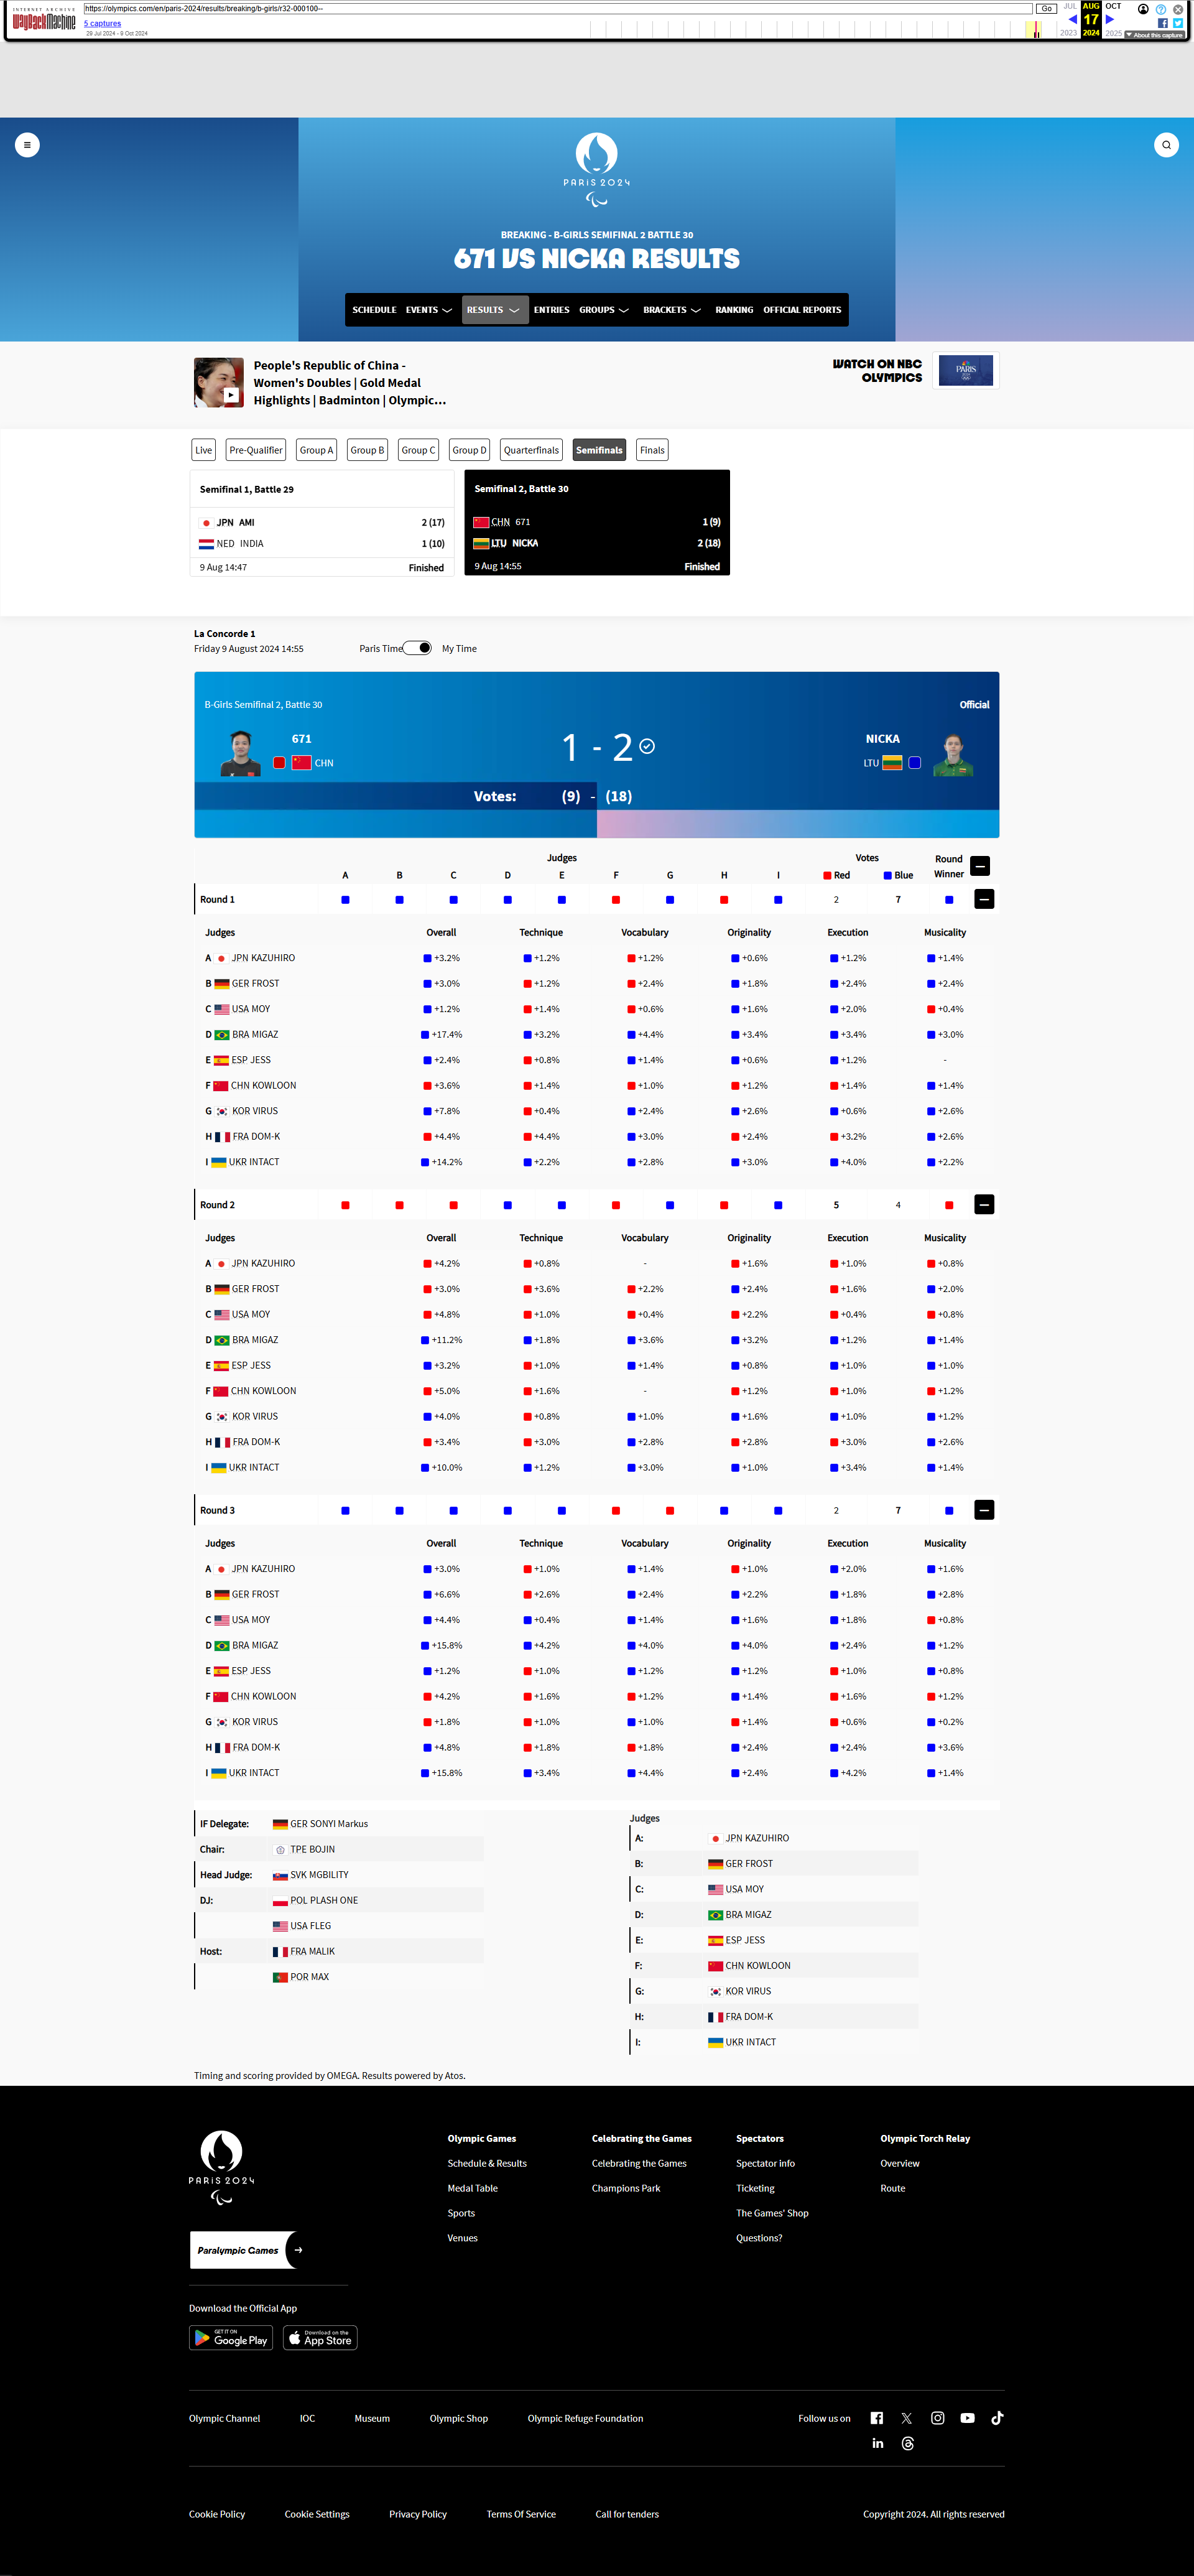 INTERNET ARCHIVE
WayBackMachine
https://olympics.com/en/paris-2024/results/breaking/b-girls/r32-000100--
Go
JUL AUG OCT
5 captures
17
29 Jul 2024 - 9 Oct 2024
2023 2024 2025
About this capture
PARIS 2024
BREAKING - B-GIRLS SEMIFINAL 2 BATTLE 30
671 VS NICKA RESULTS
SCHEDULE EVENTS RESULTS ENTRIES GROUPS BRACKETS RANKING OFFICIAL REPORTS
People's Republic of China -
Women's Doubles | Gold Medal
Highlights | Badminton | Olympic...
WATCH ON NBC
OLYMPICS
PARIS
Live Pre-Qualifier Group A Group B Group C Group D Quarterfinals Semifinals Finals
Semifinal 1, Battle 29
JPN AMI 2 (17)
NED INDIA 1 (10)
9 Aug 14:47 Finished
Semifinal 2, Battle 30
CHN 671 1 (9)
LTU NICKA 2 (18)
9 Aug 14:55 Finished
La Concorde 1
Friday 9 August 2024 14:55 Paris Time My Time
B-Girls Semifinal 2, Battle 30 Official
671 1 - 2 NICKA
CHN LTU
Votes: (9) - (18)
Judges Votes Round
A B C D E F G H I Red Blue Winner
Round 1 2 7
Judges Overall Technique Vocabulary Originality Execution Musicality
A JPN KAZUHIRO +3.2% +1.2% +1.2% +0.6% +1.2% +1.4%
B GER FROST +3.0% +1.2% +2.4% +1.8% +2.4% +2.4%
C USA MOY +1.2% +1.4% +0.6% +1.6% +2.0% +0.4%
D BRA MIGAZ +17.4% +3.2% +4.4% +3.4% +3.4% +3.0%
E ESP JESS +2.4% +0.8% +1.4% +0.6% +1.2% -
F CHN KOWLOON +3.6% +1.4% +1.0% +1.2% +1.4% +1.4%
G KOR VIRUS +7.8% +0.4% +2.4% +2.6% +0.6% +2.6%
H FRA DOM-K +4.4% +4.4% +3.0% +2.4% +3.2% +2.6%
I UKR INTACT +14.2% +2.2% +2.8% +3.0% +4.0% +2.2%
Round 2 5 4
Judges Overall Technique Vocabulary Originality Execution Musicality
A JPN KAZUHIRO +4.2% +0.8% - +1.6% +1.0% +0.8%
B GER FROST +3.0% +3.6% +2.2% +2.4% +1.6% +2.0%
C USA MOY +4.8% +1.0% +0.4% +2.2% +0.4% +0.8%
D BRA MIGAZ +11.2% +1.8% +3.6% +3.2% +1.2% +1.4%
E ESP JESS +3.2% +1.0% +1.4% +0.8% +1.0% +1.0%
F CHN KOWLOON +5.0% +1.6% - +1.2% +1.0% +1.2%
G KOR VIRUS +4.0% +0.8% +1.0% +1.6% +1.0% +1.2%
H FRA DOM-K +3.4% +3.0% +2.8% +2.8% +3.0% +2.6%
I UKR INTACT +10.0% +1.2% +3.0% +1.0% +3.4% +1.4%
Round 3 2 7
Judges Overall Technique Vocabulary Originality Execution Musicality
A JPN KAZUHIRO +3.0% +1.0% +1.4% +1.0% +2.0% +1.6%
B GER FROST +6.6% +2.6% +2.4% +2.2% +1.8% +2.8%
C USA MOY +4.4% +0.4% +1.4% +1.6% +1.8% +0.8%
D BRA MIGAZ +15.8% +4.2% +4.0% +4.0% +2.4% +1.2%
E ESP JESS +1.2% +1.0% +1.2% +1.2% +1.0% +0.8%
F CHN KOWLOON +4.2% +1.6% +1.2% +1.4% +1.6% +1.2%
G KOR VIRUS +1.8% +1.0% +1.0% +1.4% +0.6% +0.2%
H FRA DOM-K +4.8% +1.8% +1.8% +2.4% +2.4% +3.6%
I UKR INTACT +15.8% +3.4% +4.4% +2.4% +4.2% +1.4%
IF Delegate: GER SONYI Markus
Chair: TPE BOJIN
Head Judge: SVK MGBILITY
DJ: POL PLASH ONE
USA FLEG
Host: FRA MALIK
POR MAX
Judges
A: JPN KAZUHIRO
B: GER FROST
C: USA MOY
D: BRA MIGAZ
E: ESP JESS
F: CHN KOWLOON
G: KOR VIRUS
H: FRA DOM-K
I: UKR INTACT
Timing and scoring provided by OMEGA. Results powered by Atos.
PARIS 2024
Paralympic Games
Download the Official App
GET IT ON
Google Play
Download on the
App Store
Olympic Games
Schedule & Results
Medal Table
Sports
Venues
Celebrating the Games
Celebrating the Games
Champions Park
Spectators
Spectator info
Ticketing
The Games' Shop
Questions?
Olympic Torch Relay
Overview
Route
Olympic Channel IOC Museum Olympic Shop Olympic Refuge Foundation Follow us on
Cookie Policy Cookie Settings Privacy Policy Terms Of Service Call for tenders Copyright 2024. All rights reserved